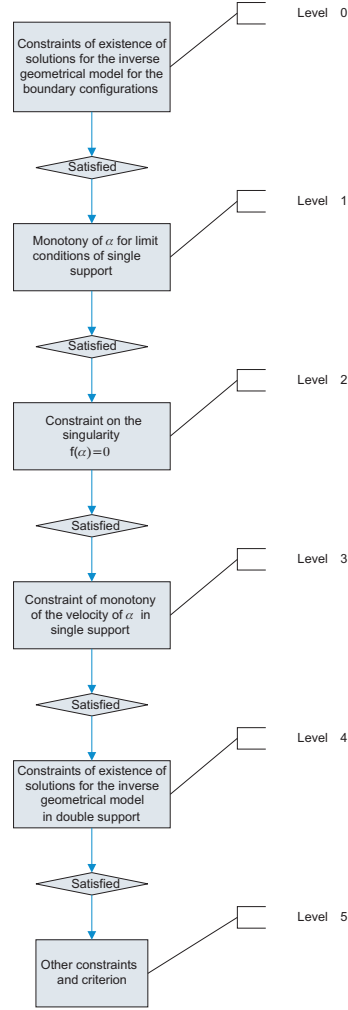 Level 0
Constraints of existence of
solutions for the inverse
geometrical model for the
boundary configurations
Satisfied
Level 1
Monotony of α for limit
conditions of single
support
Satisfied
Level 2
Constraint on the
singularity
f(α)=0
Satisfied
Level 3
Constraint of monotony
of the velocity of α in
single support
Satisfied
Level 4
Constraints of existence of
solutions for the inverse
geometrical model
in double support
Satisfied
Level 5
Other constraints
and criterion